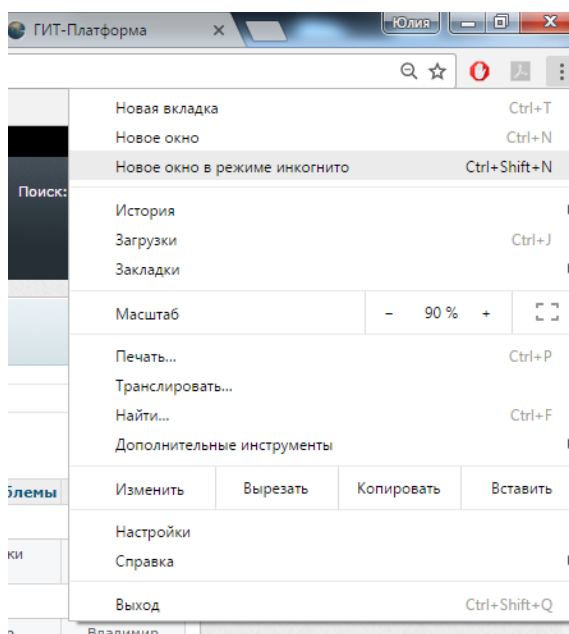 ГИТ-Платформа
Юлия
Новая вкладка Ctrl+T
Новое окно Ctrl+N
Новое окно в режиме инкогнито Ctrl+Shift+N
Поиск:
История
Загрузки Ctrl+J
Закладки
Масштаб – 90 % +
Печать... Ctrl+P
Транслировать...
Найти... Ctrl+F
Дополнительные инструменты
блемы
Изменить Вырезать Копировать Вставить
Настройки
ки
Справка
Выход Ctrl+Shift+Q
Владимир